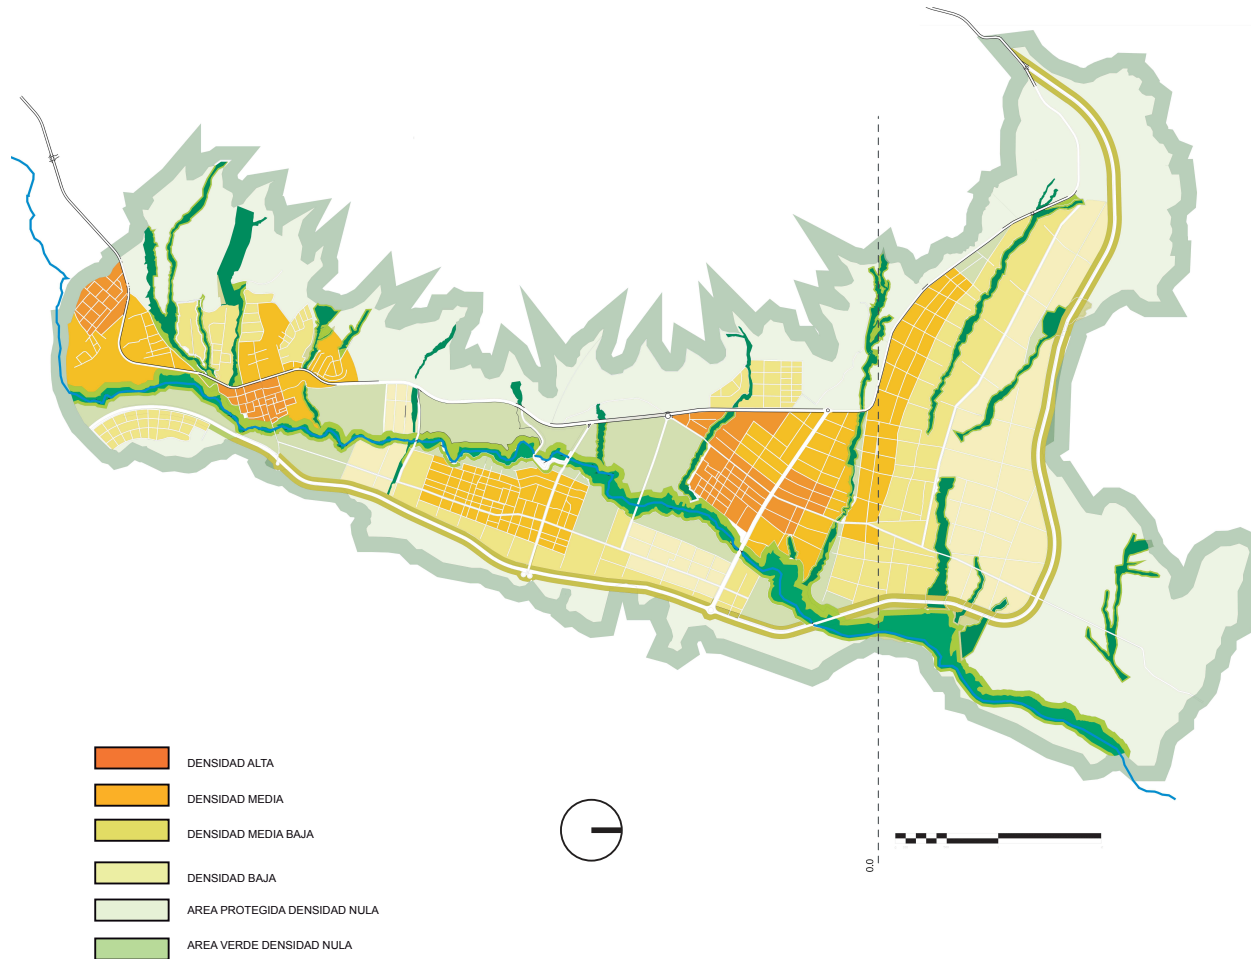 DENSIDAD ALTA
DENSIDAD MEDIA
DENSIDAD MEDIA BAJA
DENSIDAD BAJA
AREA PROTEGIDA DENSIDAD NULA
AREA VERDE DENSIDAD NULA
0.0